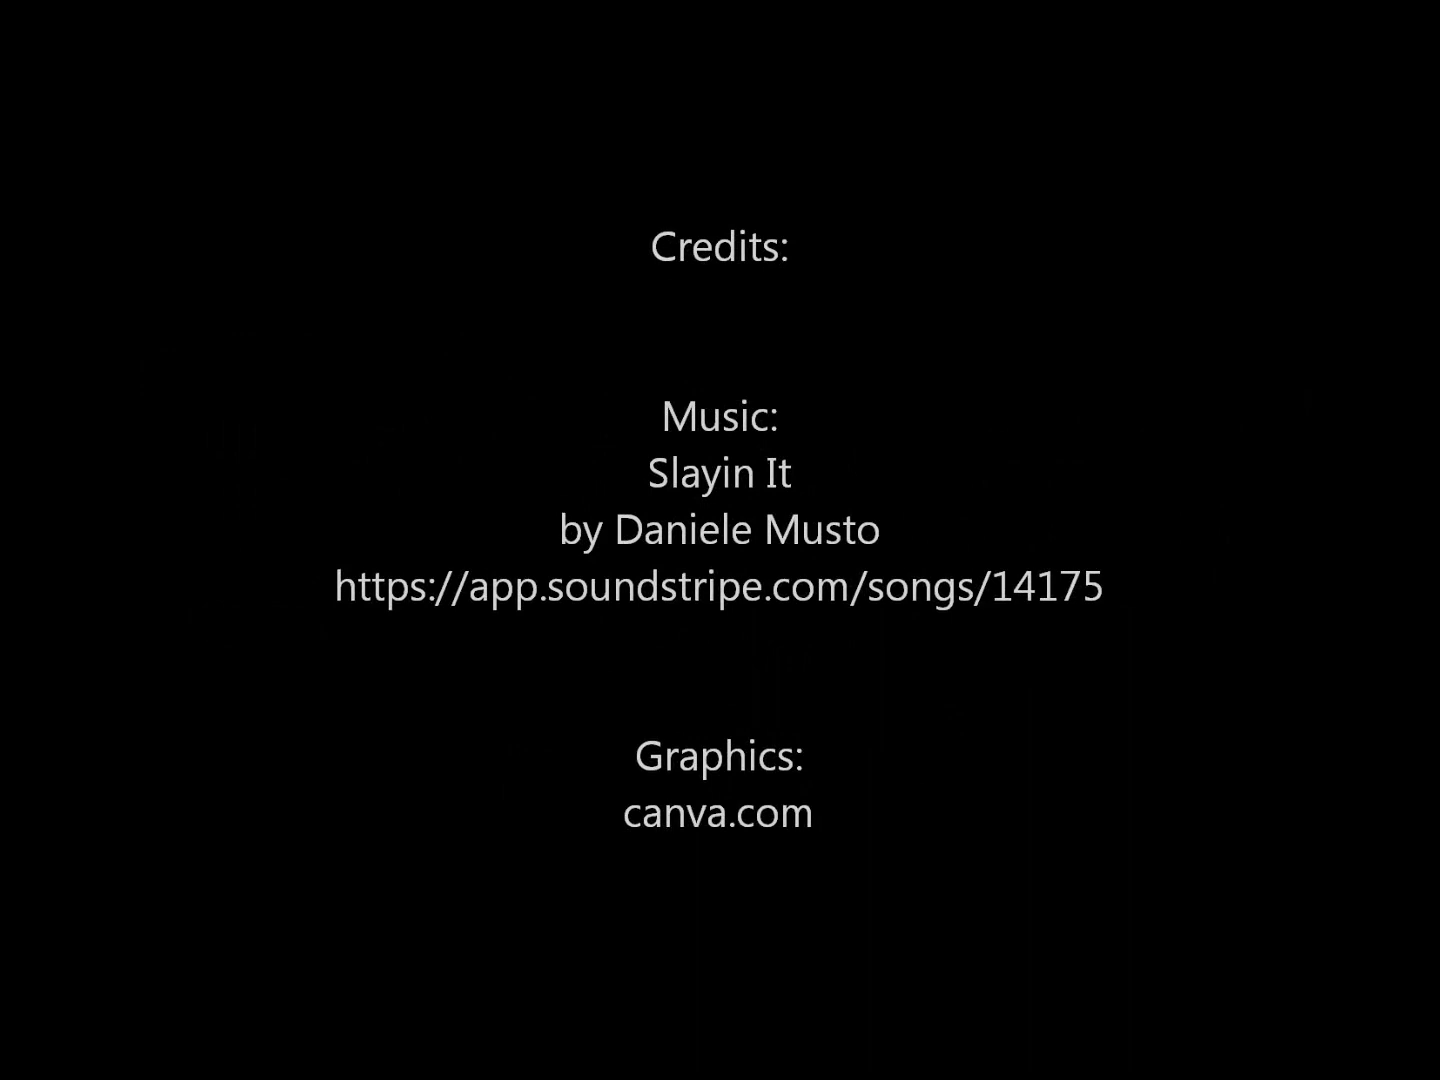 Credits:
Music:
Slayin It
by Daniele Musto
https://app.soundstripe.com/songs/14175
Graphics:
canva.com